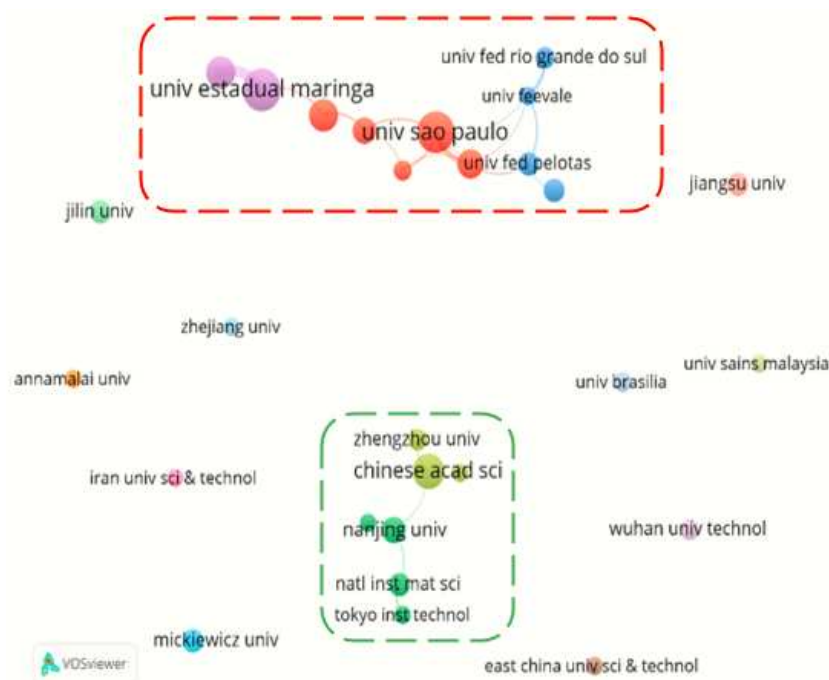 univ fed rio grande do sul
univ estadual maringa
univ feevale
univ sao paulo
univ fed pelotas
jiangsu univ
jilin univ
zhejiang univ
annamalai univ
univ sains malaysia
univ brasilia
zhengzhou univ
chinese acad sci
iran univ sci & technol
nanjing univ
wuhan univ technol
natl inst mat sci
tokyo inst technol
mickiewicz univ
VOSviewer
east china univ sci & technol